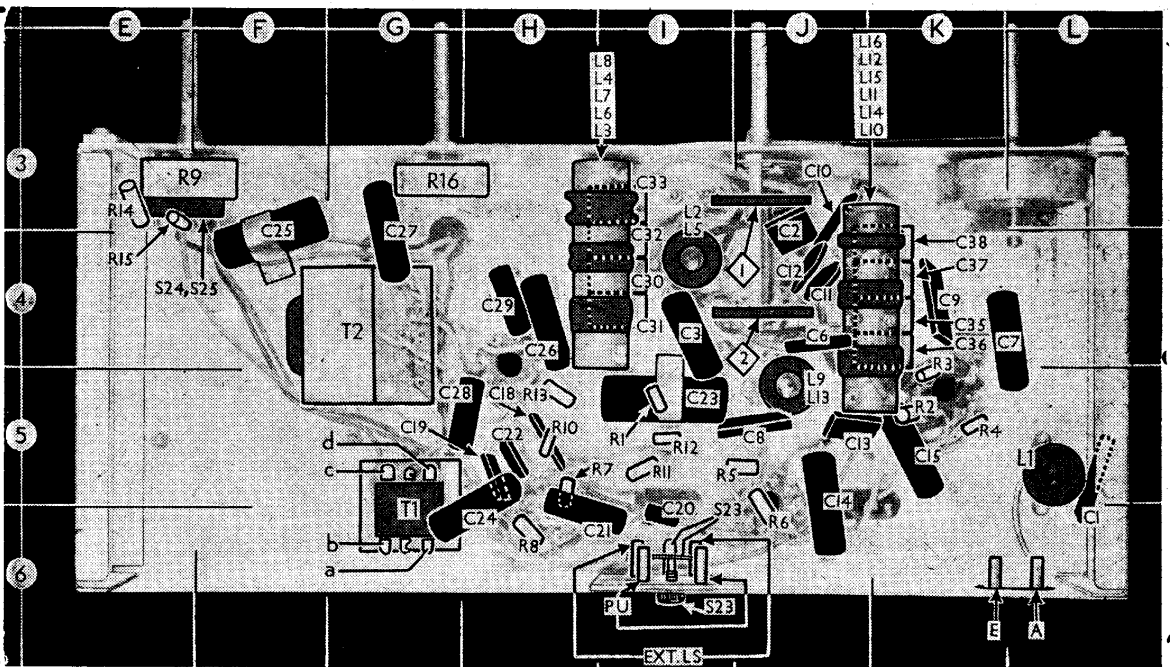 E F G H I J K L
L8
L4
L7
L6
L3
L16
L12
L15
L11
L14
L10
3
R9
R16
C33
C10
R14
C25
C27
L2
L5
C2
C32
C38
R15
C12
C37
S24,S25
C30
1
C11
C9
4
C29
C31
C3
C35
T2
C6
C7
C26
2
C36
R3
C28
C18
R13
C23
L9
L13
R2
5
C19
C22
R10
R1
R12
C8
C13
R4
d
c
R7
R11
R5
C15
L1
T1
C24
C21
C20
S23
R6
C14
C1
b
R8
a
6
P.U
S23
E
A
EXT. LS